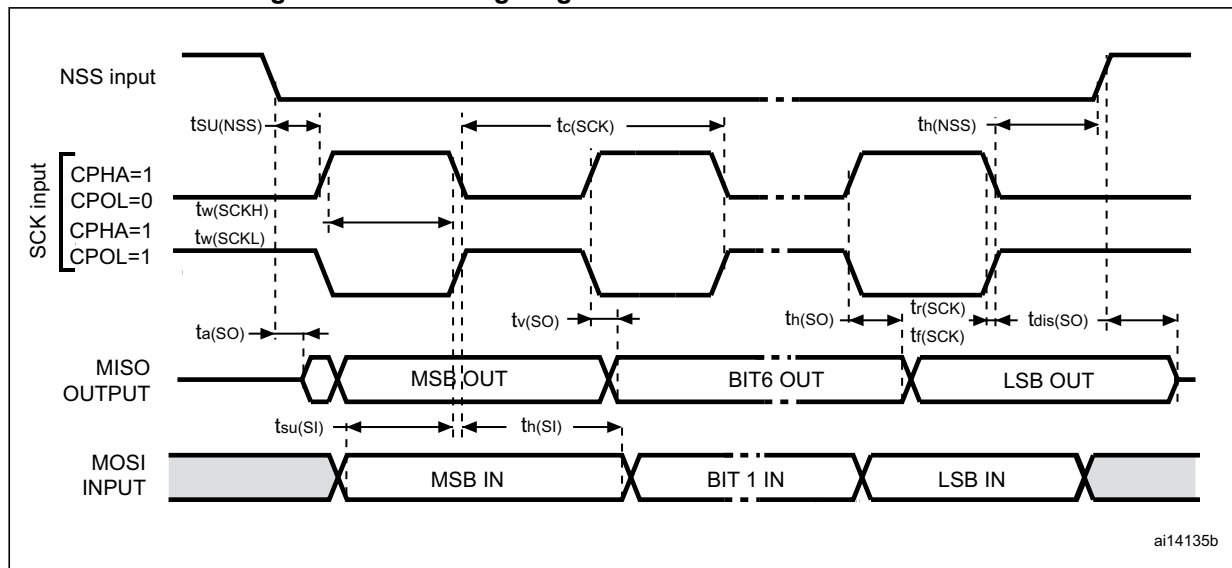 NSS input
tSU(NSS)
tc(SCK)
th(NSS)
SCK input
CPHA=1
CPOL=0
CPHA=1
CPOL=1
tw(SCKH)
tw(SCKL)
ta(SO)
tv(SO)
th(SO)
tr(SCK)
tf(SCK)
tdis(SO)
MISO
OUTPUT
MSB OUT
BIT6 OUT
LSB OUT
tsu(SI)
th(SI)
MOSI
INPUT
MSB IN
BIT 1 IN
LSB IN
ai14135b